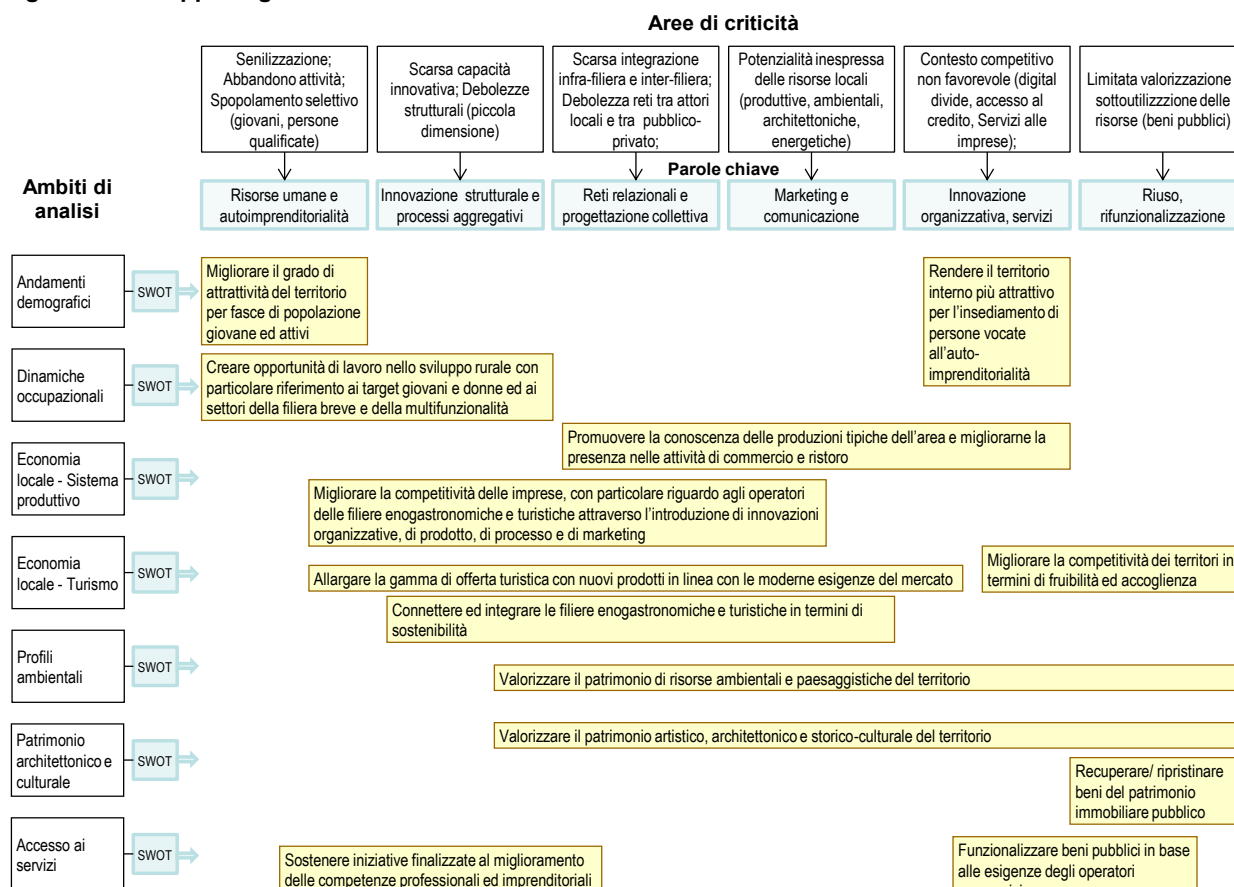 Aree di criticità
Senilizzazione;
Abbandono attività;
Spopolamento selettivo
(giovani, persone
qualificate)
Scarsa capacità
innovativa; Debolezze
strutturali (piccola
dimensione)
Scarsa integrazione
infra-filiera e inter-filiera;
Debolezza reti tra attori
locali e tra pubblico-
privato;
Potenzialità inespressa
delle risorse locali
(produttive, ambientali,
architettoniche,
energetiche)
Contesto competitivo
non favorevole (digital
divide, accesso al
credito, Servizi alle
imprese);
Limitata valorizzazione
sottoutilizzzione delle
risorse (beni pubblici)
Parole chiave
Ambiti di
analisi
Risorse umane e
autoimprenditorialità
Innovazione strutturale e
processi aggregativi
Reti relazionali e
progettazione collettiva
Marketing e
comunicazione
Innovazione
organizzativa, servizi
Riuso,
rifunzionalizzazione
Andamenti
demografici
SWOT
Migliorare il grado di
attrattività del territorio
per fasce di popolazione
giovane ed attivi
Rendere il territorio
interno più attrattivo
per l'insediamento di
persone vocate
all'auto-
imprenditorialità
Dinamiche
occupazionali
SWOT
Creare opportunità di lavoro nello sviluppo rurale con
particolare riferimento ai target giovani e donne ed ai
settori della filiera breve e della multifunzionalità
Promuovere la conoscenza delle produzioni tipiche dell'area e migliorarne la
presenza nelle attività di commercio e ristoro
Economia
locale - Sistema
produttivo
SWOT
Migliorare la competitività delle imprese, con particolare riguardo agli operatori
delle filiere enogastronomiche e turistiche attraverso l'introduzione di innovazioni
organizzative, di prodotto, di processo e di marketing
Economia
locale - Turismo
SWOT
Migliorare la competitività dei territori in
termini di fruibilità ed accoglienza
Allargare la gamma di offerta turistica con nuovi prodotti in linea con le moderne esigenze del mercato
Connettere ed integrare le filiere enogastronomiche e turistiche in termini di
sostenibilità
Profili
ambientali
SWOT
Valorizzare il patrimonio di risorse ambientali e paesaggistiche del territorio
Patrimonio
architettonico e
culturale
SWOT
Valorizzare il patrimonio artistico, architettonico e storico-culturale del territorio
Recuperare/ ripristinare
beni del patrimonio
immobiliare pubblico
Accesso ai
servizi
SWOT
Sostenere iniziative finalizzate al miglioramento
delle competenze professionali ed imprenditoriali
Funzionalizzare beni pubblici in base
alle esigenze degli operatori